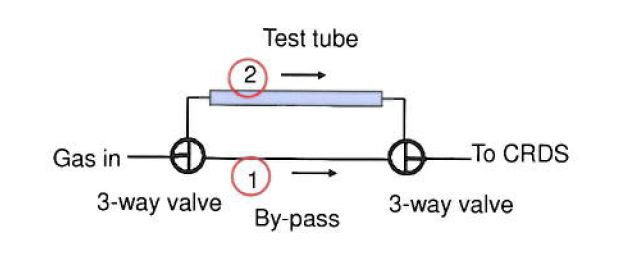 Test tube
2
Gas in
To CRDS
1
3-way valve
By-pass
3-way valve